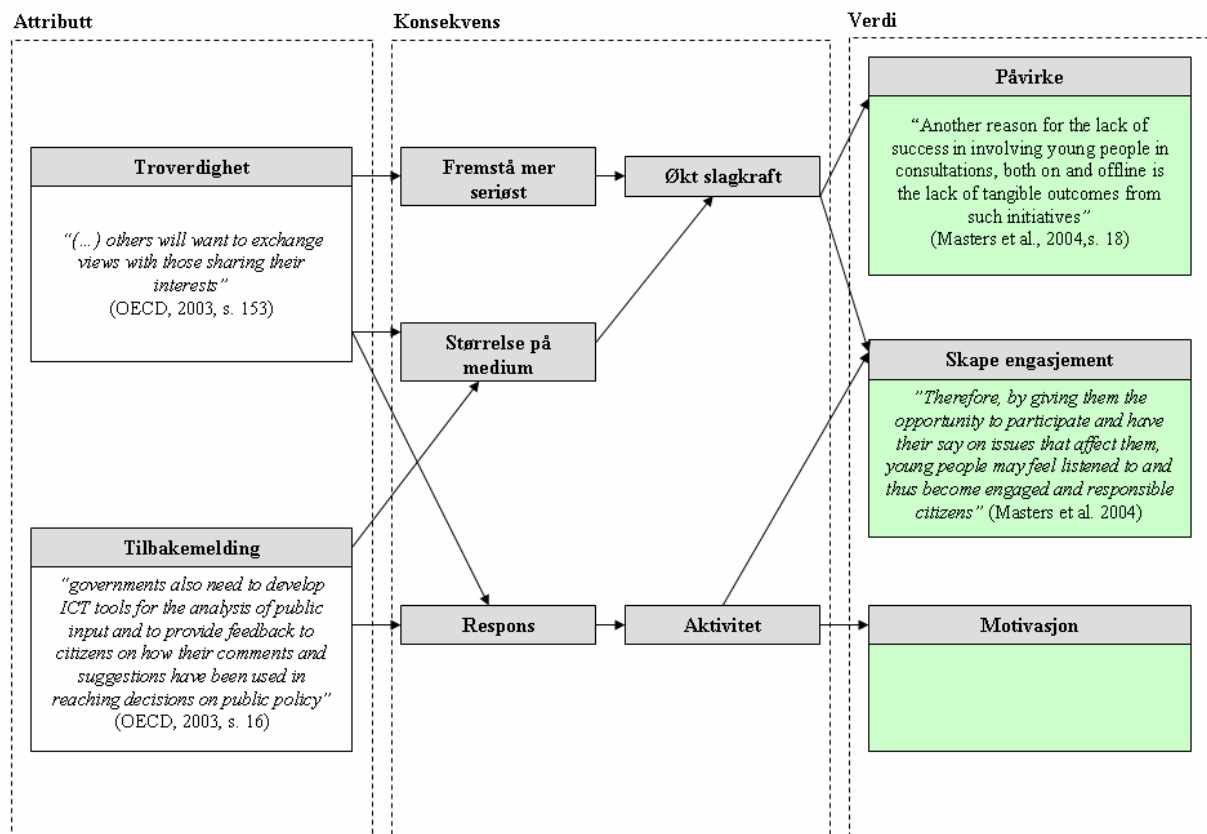 Attributt
Konsekvens
Verdi
Troverdighet
“(…) others will want to exchange
views with those sharing their
interests”
(OECD, 2003, s. 153)
Tilbakemelding
“governments also need to develop
ICT tools for the analysis of public
input and to provide feedback to
citizens on how their comments and
suggestions have been used in
reaching decisions on public policy”
(OECD, 2003, s. 16)
Fremstå mer
seriøst
Økt slagkraft
Størrelse på
medium
Respons
Aktivitet
Påvirke
“Another reason for the lack of
success in involving young people in
consultations, both on and offline is
the lack of tangible outcomes from
such initiatives”
(Masters et al., 2004,s. 18)
Skape engasjement
”Therefore, by giving them the
opportunity to participate and have
their say on issues that affect them,
young people may feel listened to and
thus become engaged and responsible
citizens” (Masters et al. 2004)
Motivasjon